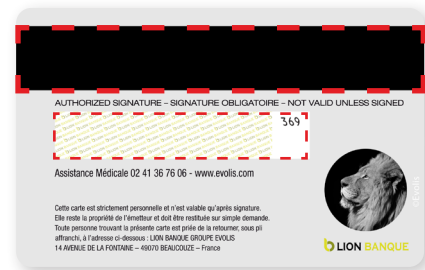 AUTHORIZED SIGNATURE – SIGNATURE OBLIGATOIRE – NOT VALID UNLESS SIGNED
369
Assistance Médicale 02 41 36 76 06 - www.evolis.com
Cette carte est strictement personnelle et n'est valable qu'après signature.
Elle reste la propriété de l'émetteur et doit être restituée sur simple demande.
Toute personne trouvant la présente carte est priée de la retourner, sous pli
affranchi, à l'adresse ci-dessous : LION BANQUE GROUPE EVOLIS
14 AVENUE DE LA FONTAINE – 49070 BEAUCOUZE – France
©Evolis
LION BANQUE